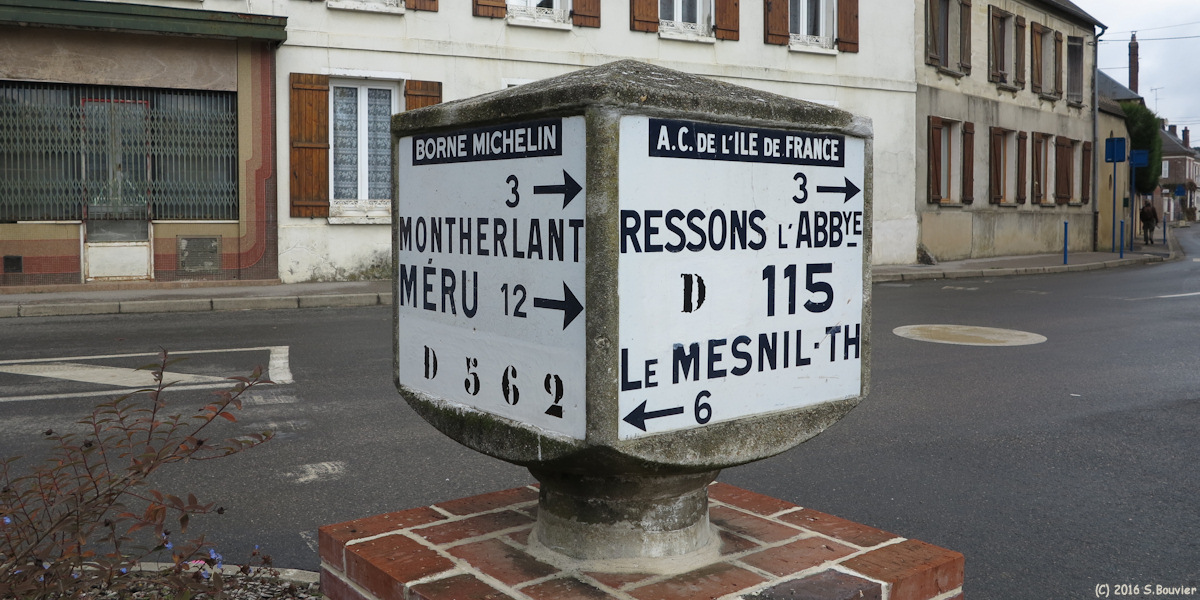 BORNE MICHELIN
3
MONTHERLANT
MÉRU 12
D 562
A.C. DE L'ILE DE FRANCE
3
RESSONS L'ABBYE
D 115
LE MESNIL-TH
6
(C) 2016 S.Bouvier